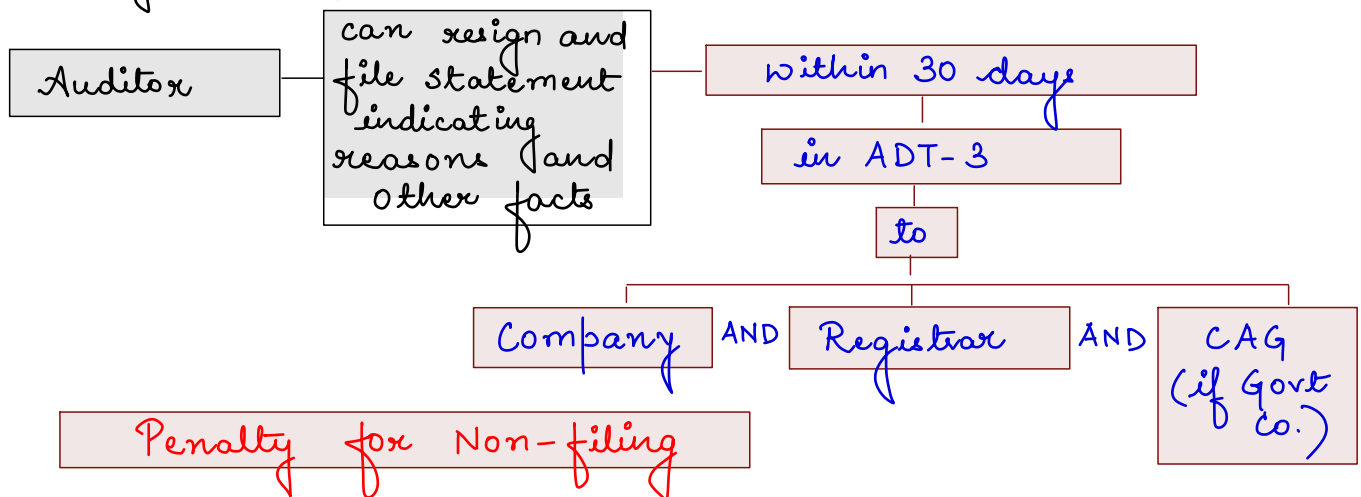 Auditor
can resign and
file statement
indicating
reasons and
other facts
within 30 days
in ADT-3
to
Company AND Registrar AND CAG
(if Govt
Co.)
Penalty for Non-filing